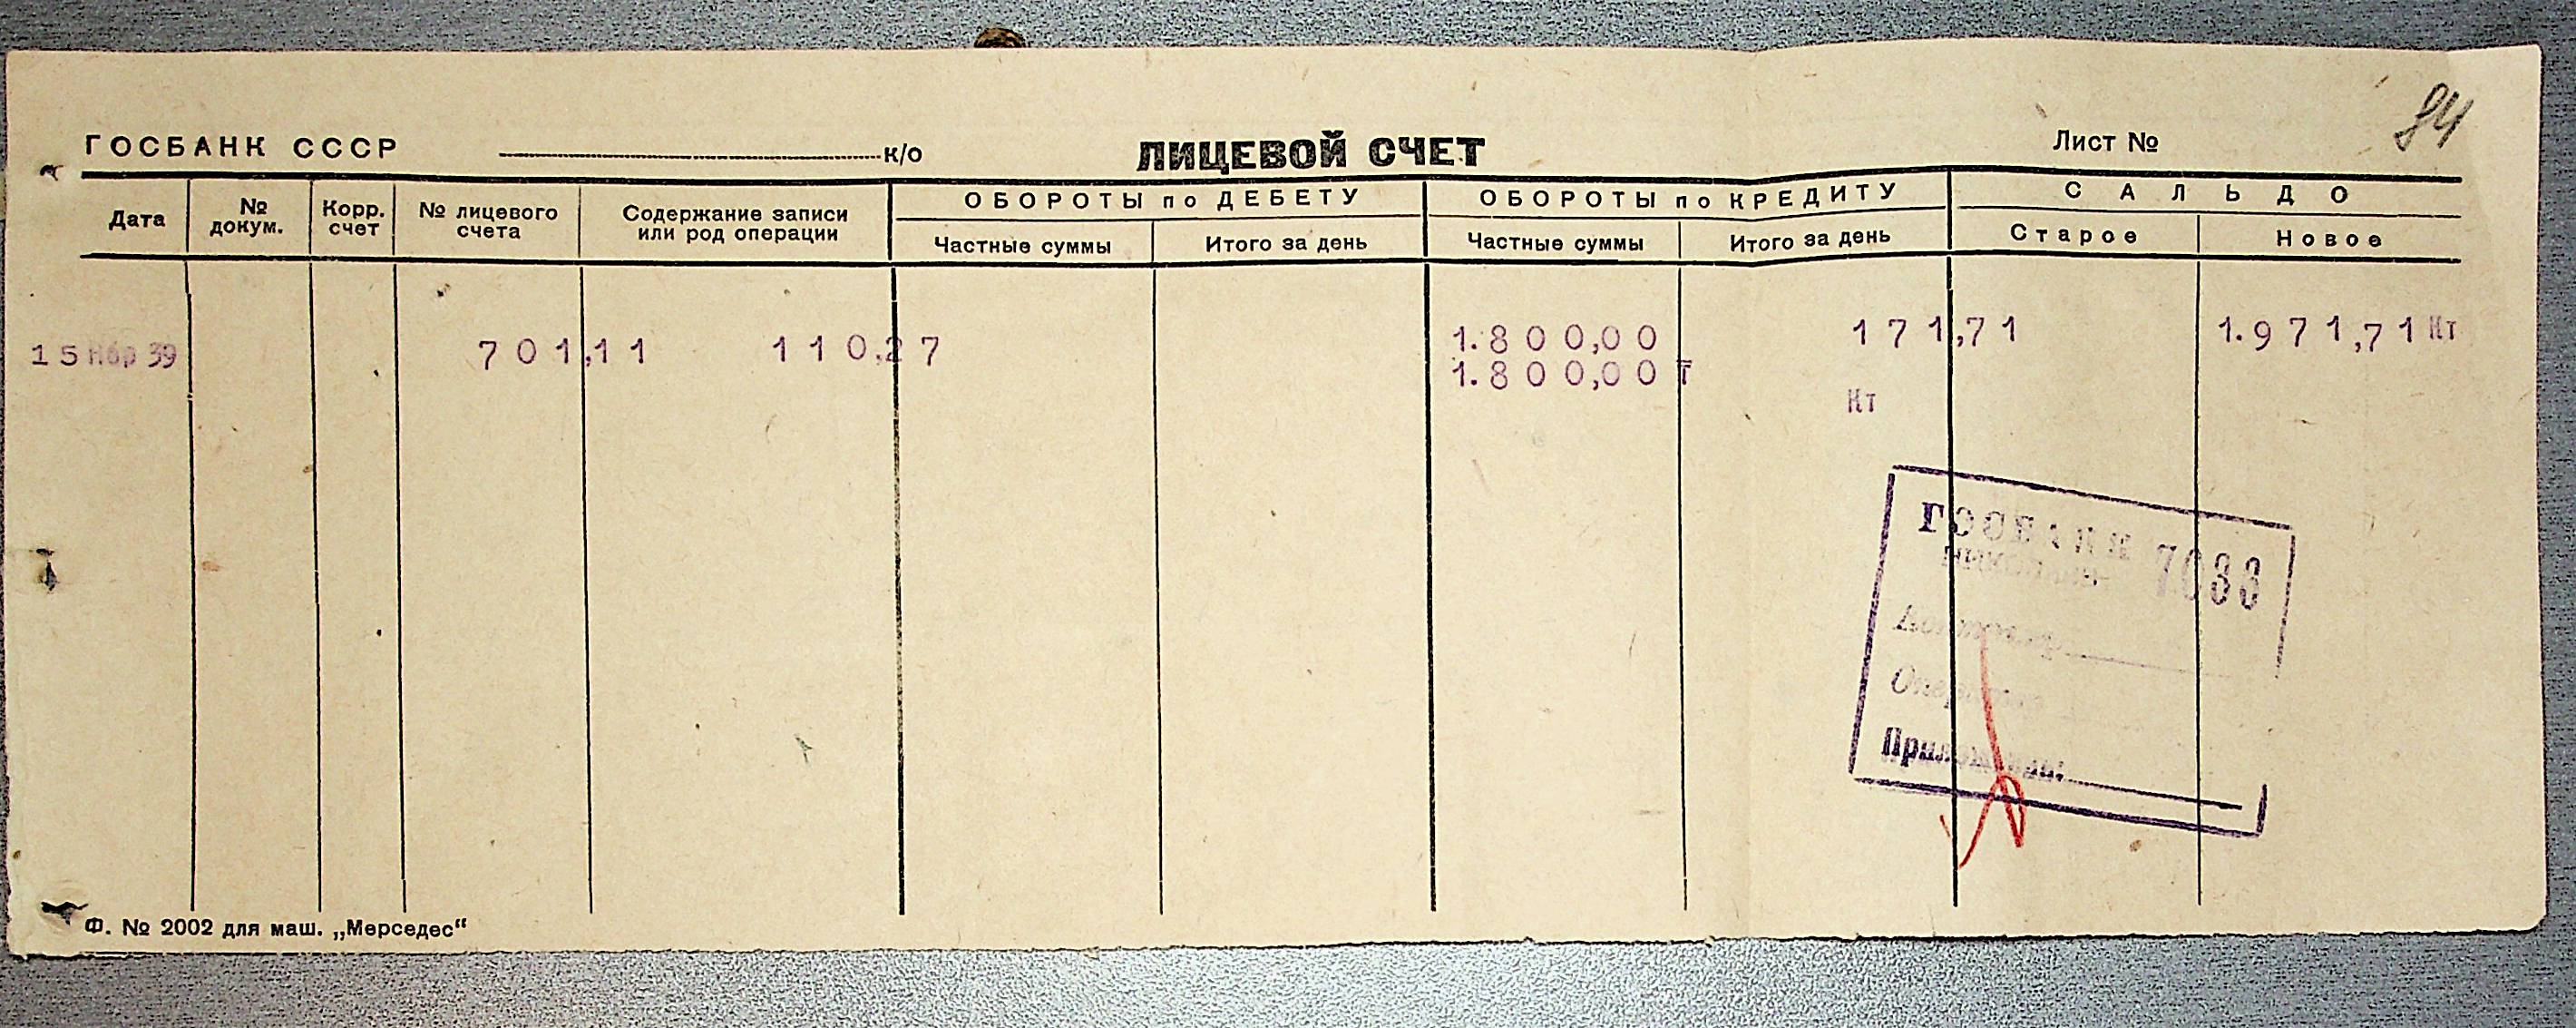 84
ГОСБАНК СССР к/о ЛИЦЕВОЙ СЧЕТ Лист №
Дата № докум. Корр. счет № лицевого счета Содержание записи или род операции ОБОРОТЫ по ДЕБЕТУ ОБОРОТЫ по КРЕДИТУ САЛЬДО
Частные суммы Итого за день Частные суммы Итого за день Старое Новое
15 Нбр 39 701,11 110,27 1.800,00 171,71 1.971,71 Кт
1.800,00 т
Кт
ГОСБАНК 7033
Приложение:
Ф. № 2002 для маш. „Мерседес“